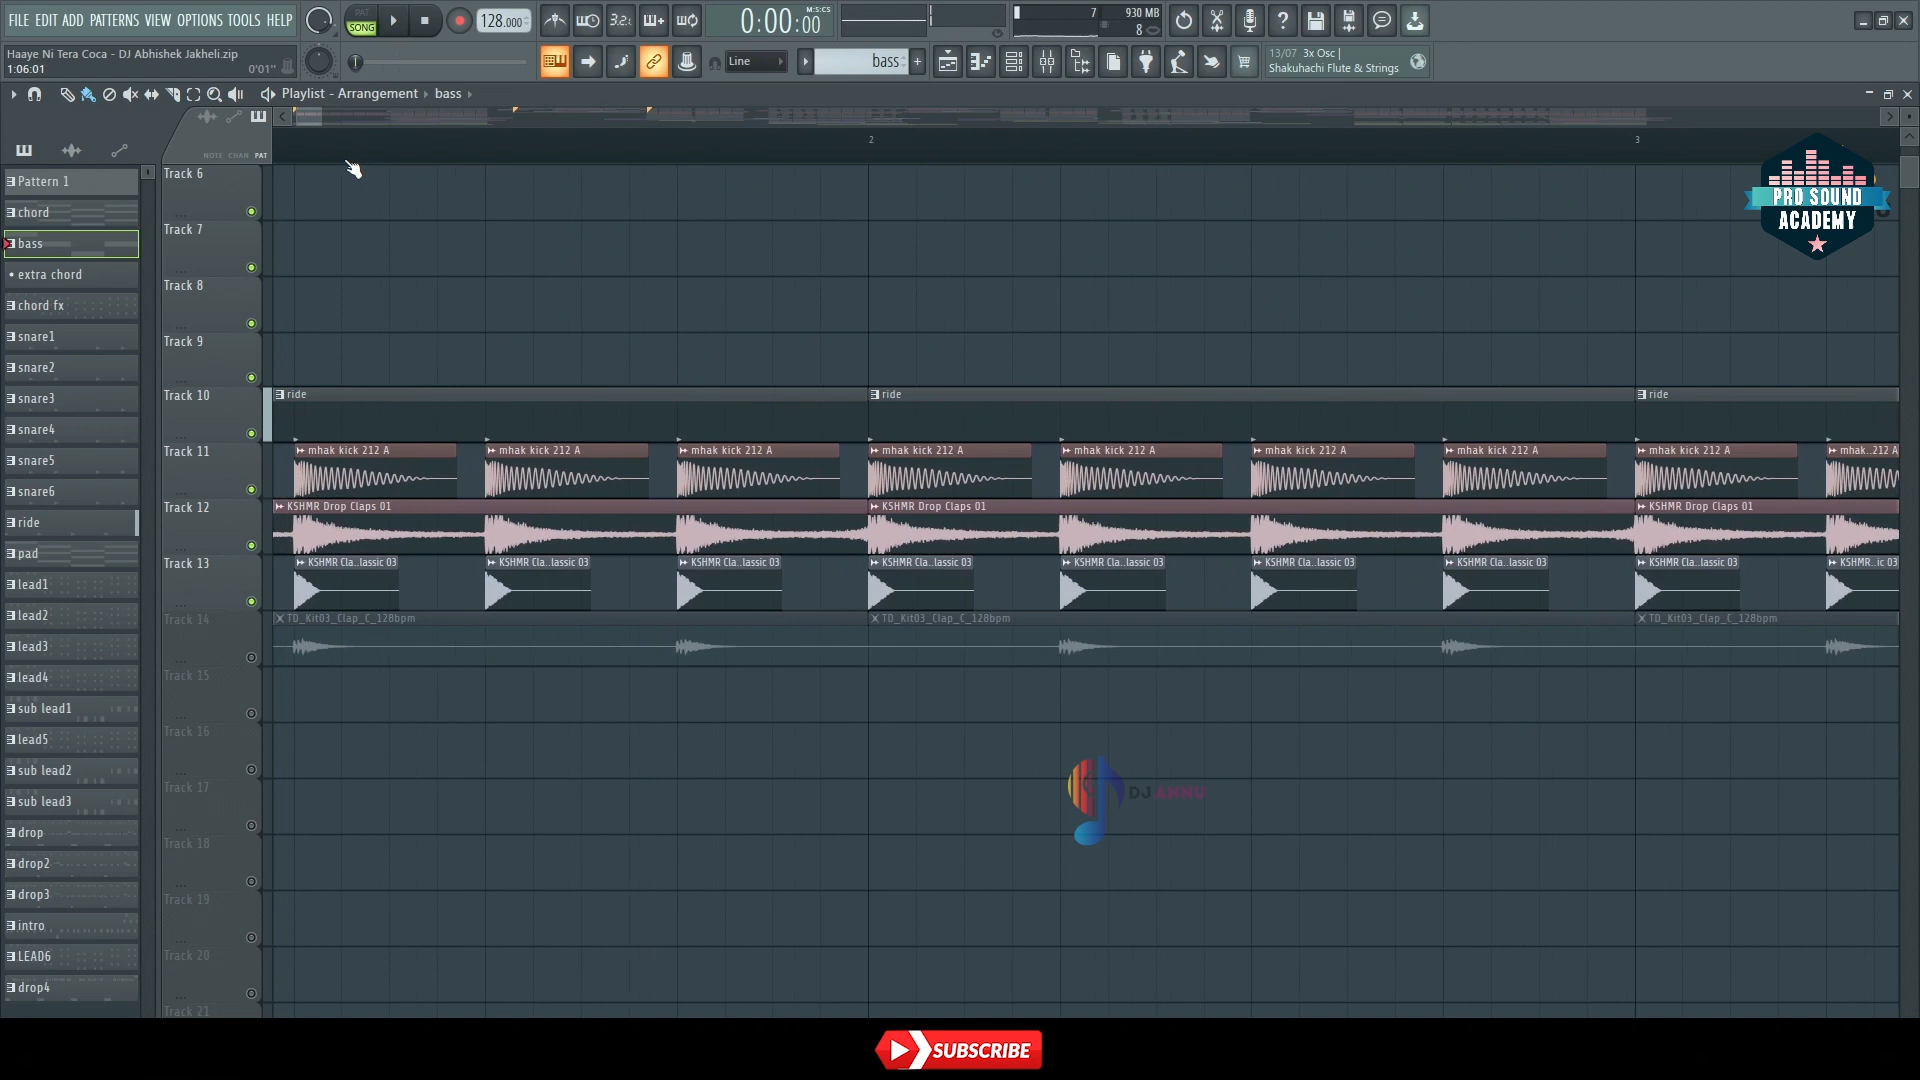 FILE EDIT ADD PATTERNS VIEW OPTIONS TOOLS HELP
PAT
SONG
128.000
3.2
0:00:00
M:S:CS
7
930 MB
8
Haaye Ni Tera Coca - DJ Abhishek Jakheli.zip
1:06:01
0'01"
Line
bass
13/07 3x Osc |
Shakuhachi Flute & Strings
Playlist - Arrangement › bass ›
NOTE CHAN PAT
2
3
PRO SOUND
ACADEMY
Pattern 1
chord
bass
extra chord
chord fx
snare1
snare2
snare3
snare4
snare5
snare6
ride
pad
lead1
lead2
lead3
lead4
sub lead1
lead5
sub lead2
sub lead3
drop
drop2
drop3
intro
LEAD6
drop4
Track 6
Track 7
Track 8
Track 9
Track 10
ride ride ride
Track 11
mhak kick 212 A mhak kick 212 A mhak kick 212 A mhak kick 212 A mhak kick 212 A mhak kick 212 A mhak kick 212 A mhak kick 212 A mhak..212 A
Track 12
KSHMR Drop Claps 01 KSHMR Drop Claps 01 KSHMR Drop Claps 01
Track 13
KSHMR Cla..lassic 03 KSHMR Cla..lassic 03 KSHMR Cla..lassic 03 KSHMR Cla..lassic 03 KSHMR Cla..lassic 03 KSHMR Cla..lassic 03 KSHMR Cla..lassic 03 KSHMR Cla..lassic 03 KSHMR..ic 03
Track 14
TD_Kit03_Clap_C_128bpm TD_Kit03_Clap_C_128bpm TD_Kit03_Clap_C_128bpm
Track 15
Track 16
Track 17
DJ ANNU
Track 18
Track 19
Track 20
Track 21
SUBSCRIBE